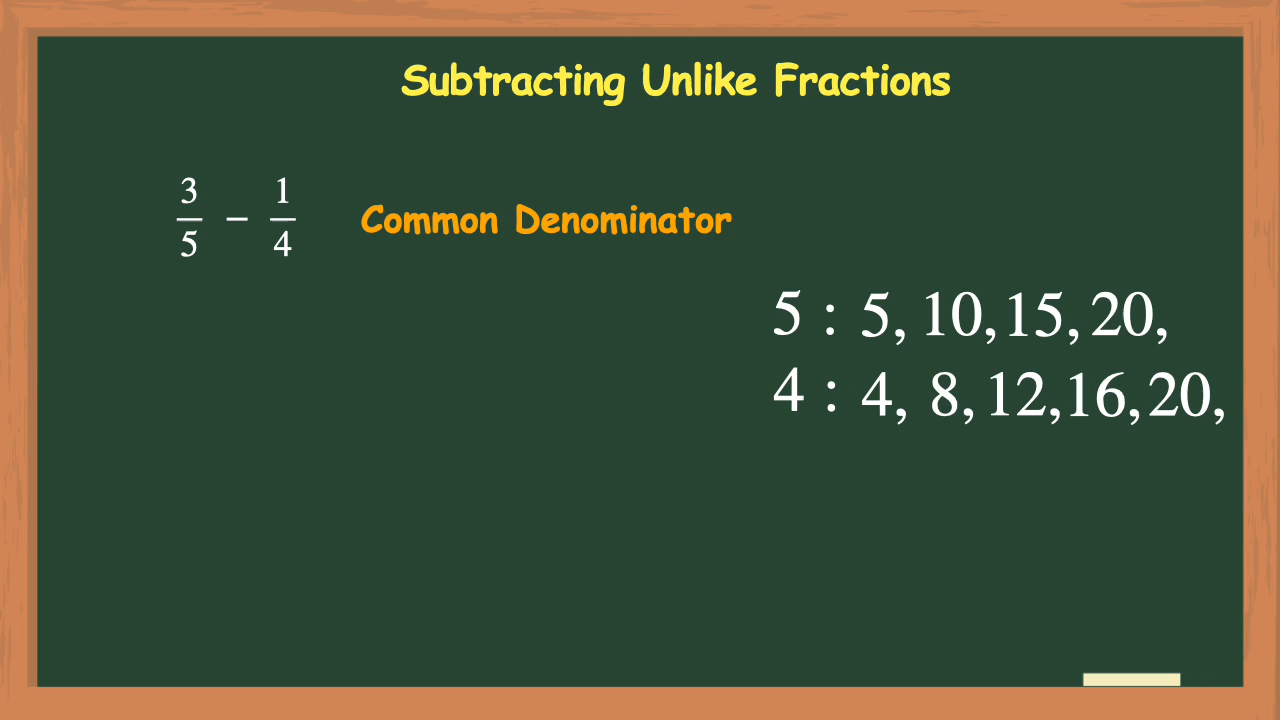 Subtracting Unlike Fractions
3/5 − 1/4 Common Denominator
5 : 5, 10, 15, 20,
4 : 4, 8, 12, 16, 20,